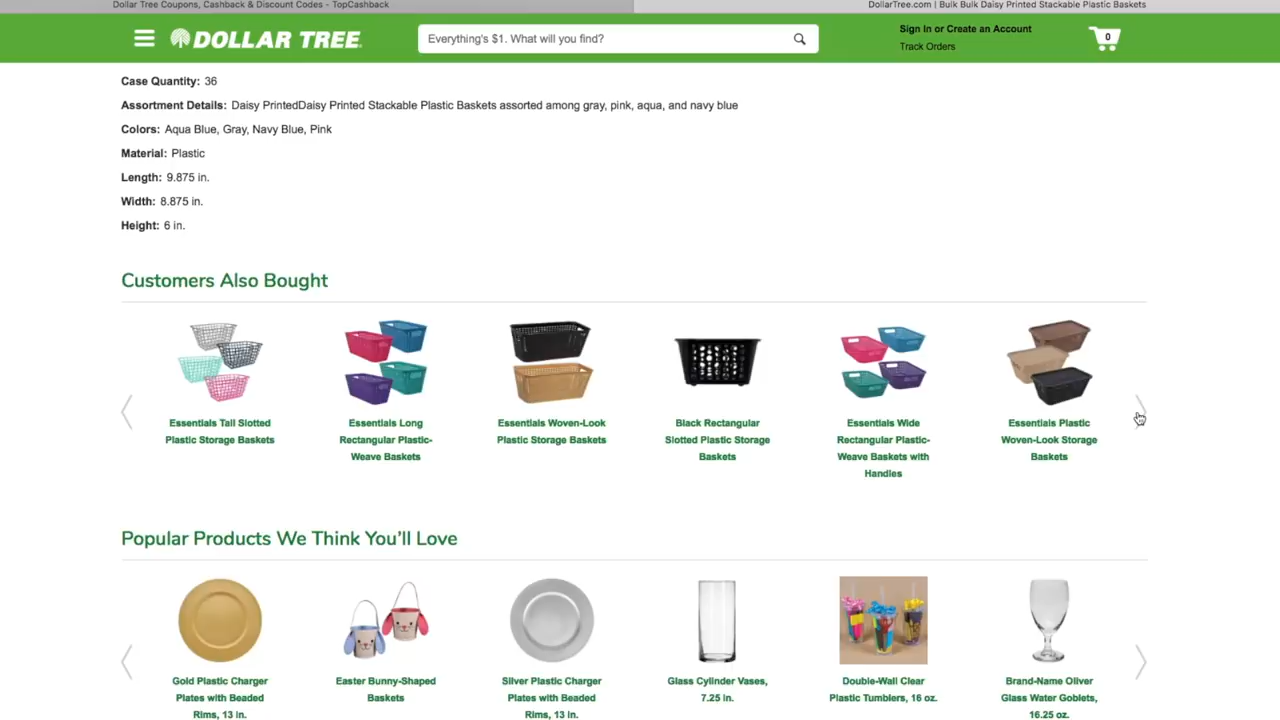 Dollar Tree Coupons, Cashback & Discount Codes - TopCashback
DollarTree.com | Bulk Bulk Daisy Printed Stackable Plastic Baskets
DOLLAR TREE
Everything's $1. What will you find?
Sign In or Create an Account
Track Orders
0
Case Quantity: 36
Assortment Details: Daisy PrintedDaisy Printed Stackable Plastic Baskets assorted among gray, pink, aqua, and navy blue
Colors: Aqua Blue, Gray, Navy Blue, Pink
Material: Plastic
Length: 9.875 in.
Width: 8.875 in.
Height: 6 in.
Customers Also Bought
Essentials Tall Slotted
Plastic Storage Baskets
Essentials Long
Rectangular Plastic-
Weave Baskets
Essentials Woven-Look
Plastic Storage Baskets
Black Rectangular
Slotted Plastic Storage
Baskets
Essentials Wide
Rectangular Plastic-
Weave Baskets with
Handles
Essentials Plastic
Woven-Look Storage
Baskets
Popular Products We Think You'll Love
Gold Plastic Charger
Plates with Beaded
Rims, 13 in.
Easter Bunny-Shaped
Baskets
Silver Plastic Charger
Plates with Beaded
Rims, 13 in.
Glass Cylinder Vases,
7.25 in.
Double-Wall Clear
Plastic Tumblers, 16 oz.
Brand-Name Oliver
Glass Water Goblets,
16.25 oz.